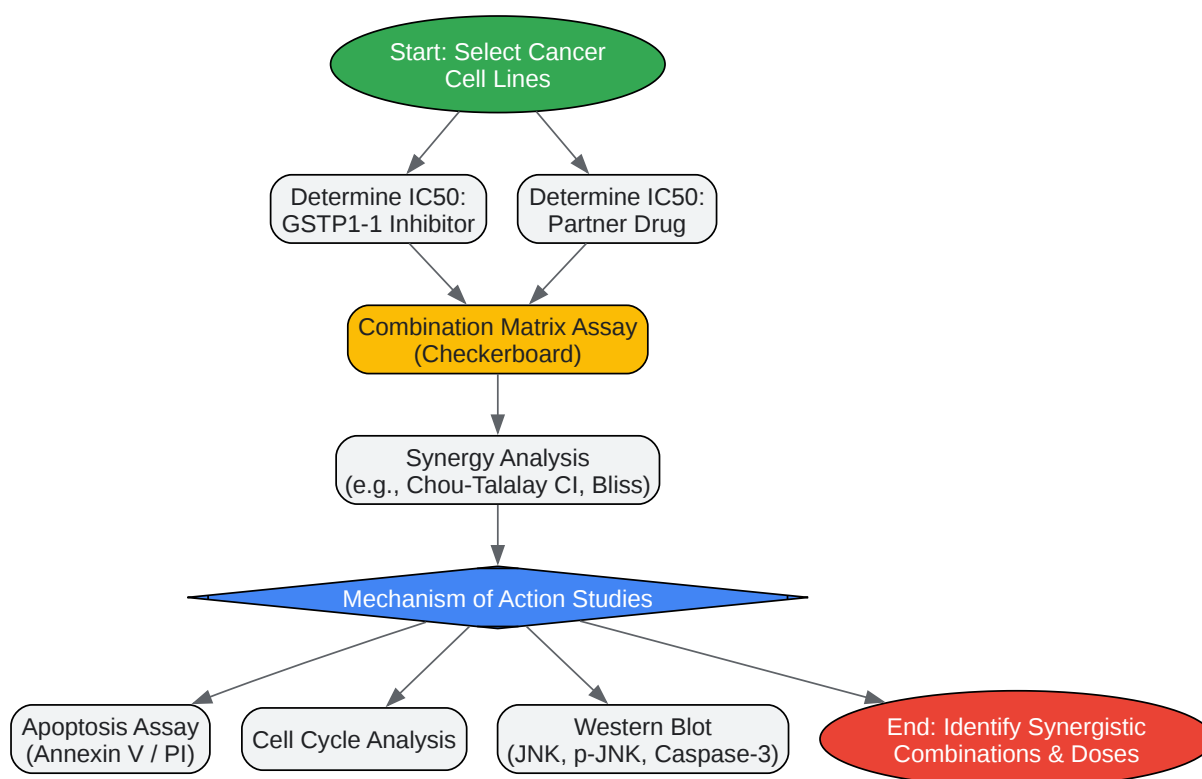 Start: Select Cancer
Cell Lines
Determine IC50:
GSTP1-1 Inhibitor
Determine IC50:
Partner Drug
Combination Matrix Assay
(Checkerboard)
Synergy Analysis
(e.g., Chou-Talalay CI, Bliss)
Mechanism of Action Studies
Apoptosis Assay
(Annexin V / PI)
Cell Cycle Analysis
Western Blot
(JNK, p-JNK, Caspase-3)
End: Identify Synergistic
Combinations & Doses